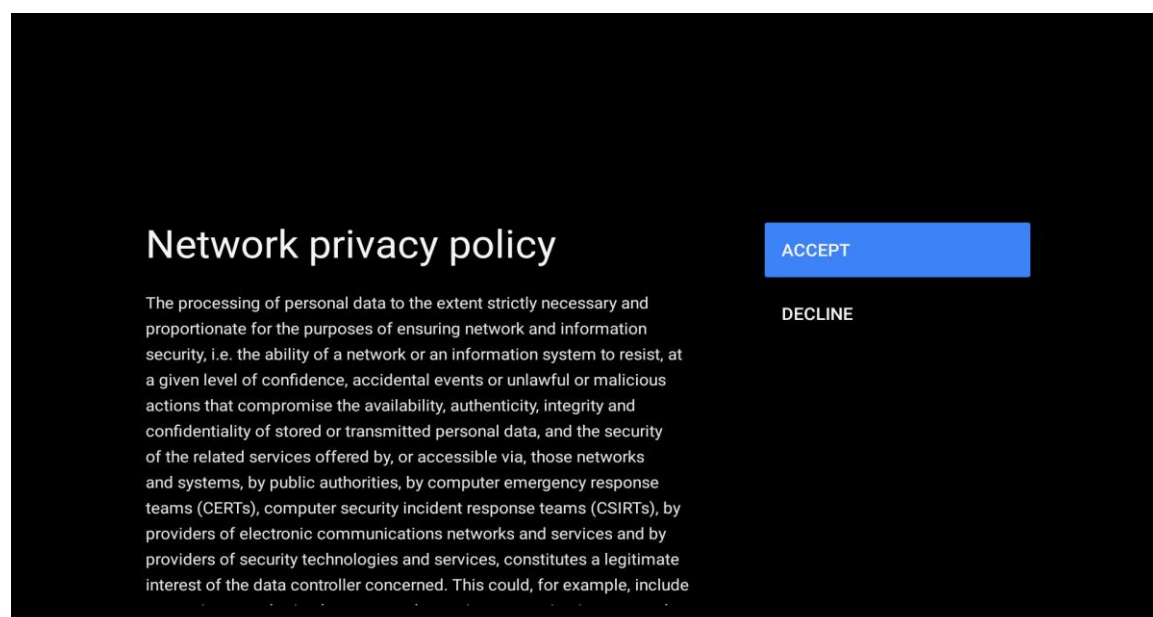 Network privacy policy
The processing of personal data to the extent strictly necessary and
proportionate for the purposes of ensuring network and information
security, i.e. the ability of a network or an information system to resist, at
a given level of confidence, accidental events or unlawful or malicious
actions that compromise the availability, authenticity, integrity and
confidentiality of stored or transmitted personal data, and the security
of the related services offered by, or accessible via, those networks
and systems, by public authorities, by computer emergency response
teams (CERTs), computer security incident response teams (CSIRTs), by
providers of electronic communications networks and services and by
providers of security technologies and services, constitutes a legitimate
interest of the data controller concerned. This could, for example, include
ACCEPT
DECLINE